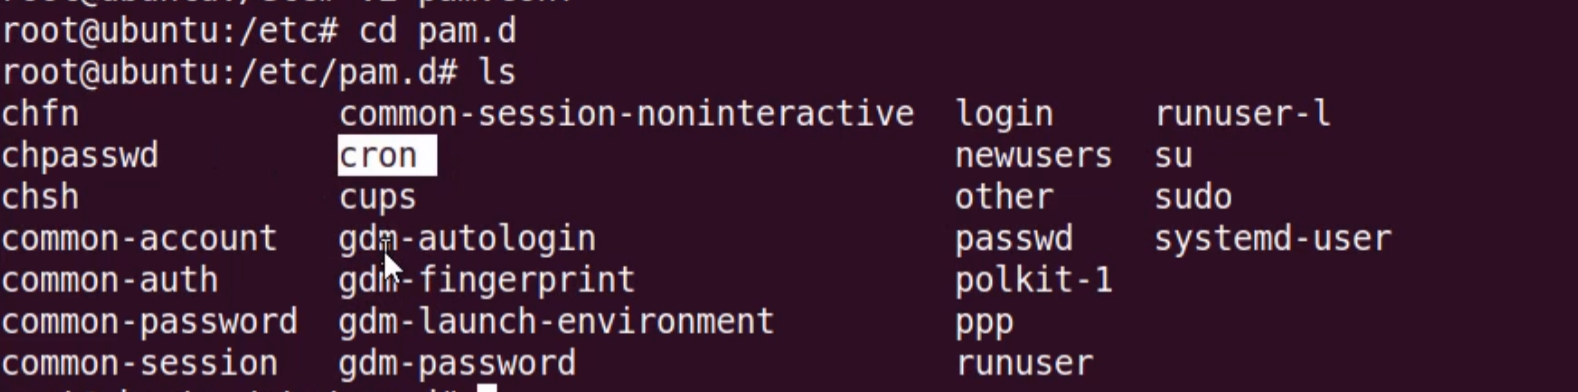 root@ubuntu:/etc# cd pam.d
root@ubuntu:/etc/pam.d# ls
chfn common-session-noninteractive login runuser-l
chpasswd cron newusers su
chsh cups other sudo
common-account gdm-autologin passwd systemd-user
common-auth gdm-fingerprint polkit-1
common-password gdm-launch-environment ppp
common-session gdm-password runuser